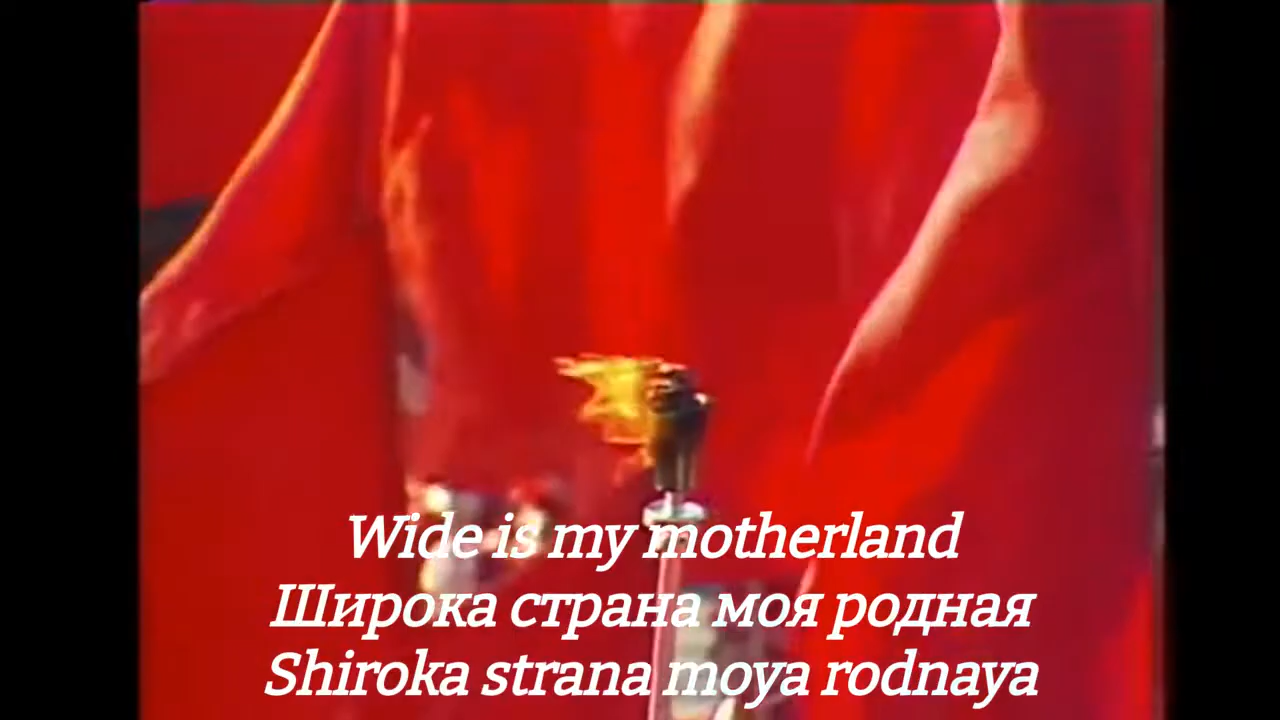 Wide is my motherland
Широка страна моя родная
Shiroka strana moya rodnaya